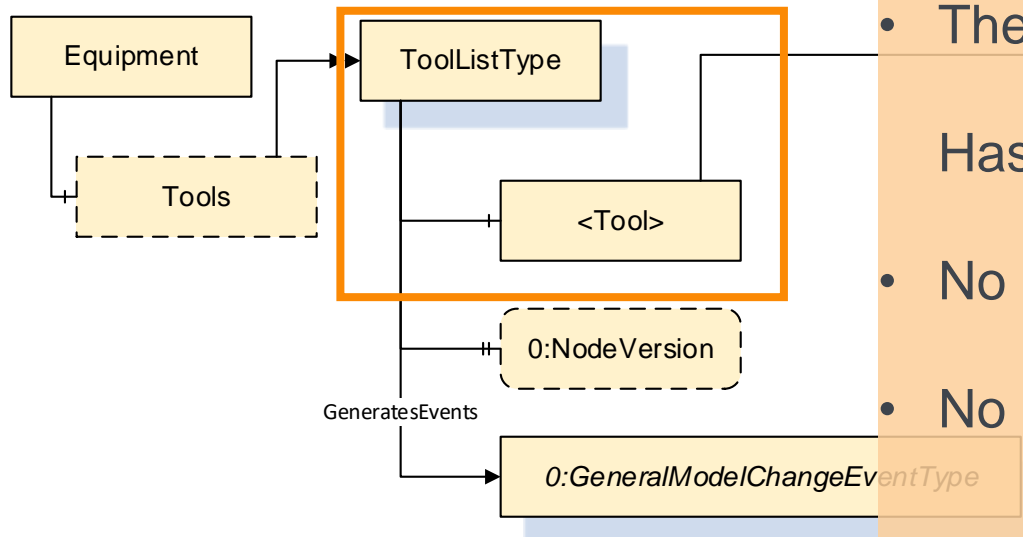 Equipment
ToolListType
• The
Has
Tools
<Tool>
• No
0:NodeVersion
GeneratesEvents
• No
0:GeneralModelChangeEventType